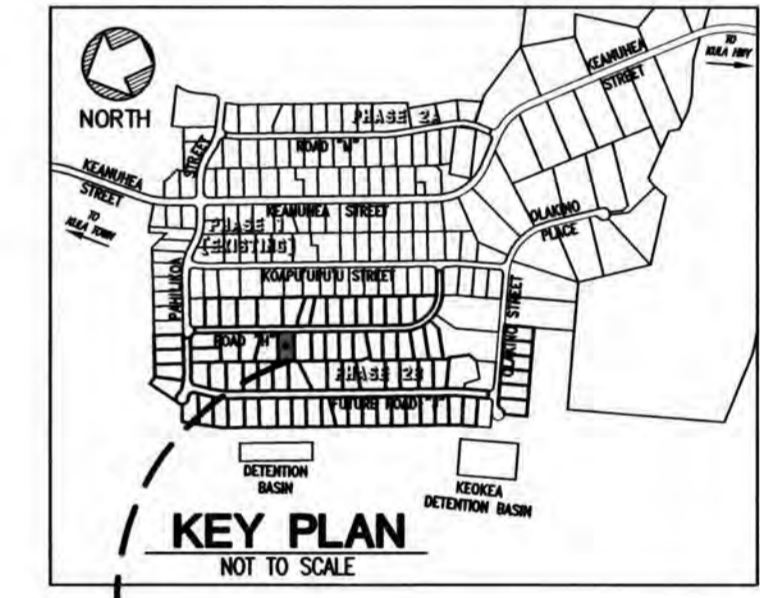 NORTH
TO
KULA HWY
KEANUHEA
STREET
PHASE 2A
STREET
ROAD "M"
KEANUHEA
STREET
TO
KULA TOWN
KEANUHEA STREET
OLAKINO
PLACE
PHASE 1
[EXISTING]
KOAPU'UPU'U STREET
PAHILIKOA
OLAKINO STREET
ROAD "H"
PHASE 2B
FUTURE ROAD "I"
DETENTION
BASIN
KEOKEA
DETENTION BASIN
KEY PLAN
NOT TO SCALE